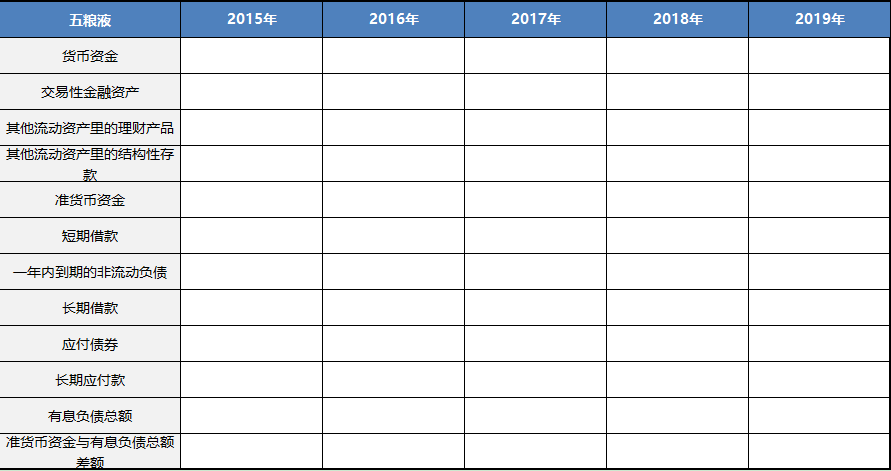 五粮液 2015年 2016年 2017年 2018年 2019年
货币资金
交易性金融资产
其他流动资产里的理财产品
其他流动资产里的结构性存
款
准货币资金
短期借款
一年内到期的非流动负债
长期借款
应付债券
长期应付款
有息负债总额
准货币资金与有息负债总额
差额